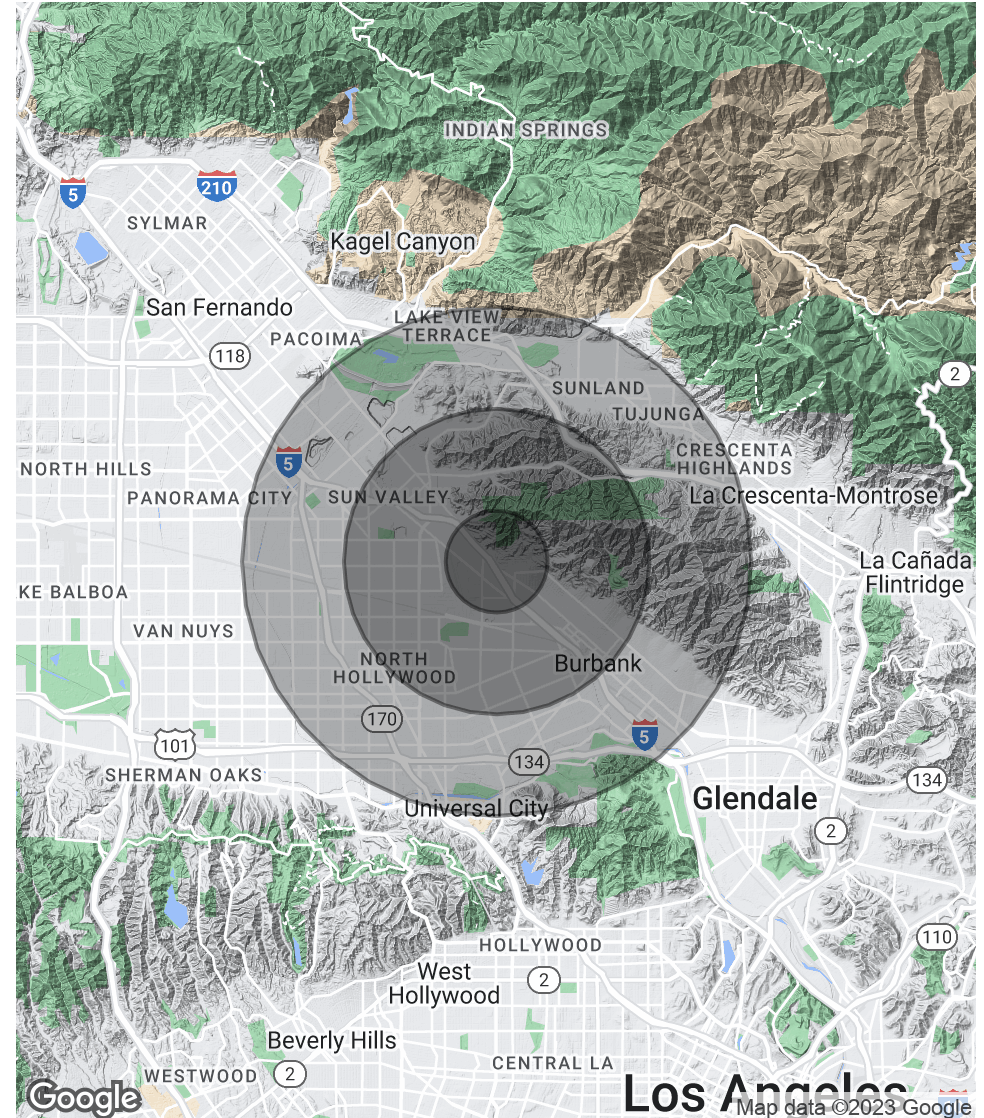 INDIAN SPRINGS
5
210
SYLMAR
Kagel Canyon
San Fernando
LAKE VIEW
TERRACE
PACOIMA
118
2
SUNLAND
TUJUNGA
CRESCENTA
HIGHLANDS
5
NORTH HILLS
PANORAMA CITY
SUN VALLEY
La Crescenta-Montrose
La Cañada
Flintridge
KE BALBOA
VAN NUYS
NORTH
HOLLYWOOD
Burbank
170
101
5
134
SHERMAN OAKS
134
Universal City
Glendale
2
HOLLYWOOD
110
West
Hollywood
2
Beverly Hills
CENTRAL LA
WESTWOOD
2
Los Angeles
Google
Map data ©2023 Google